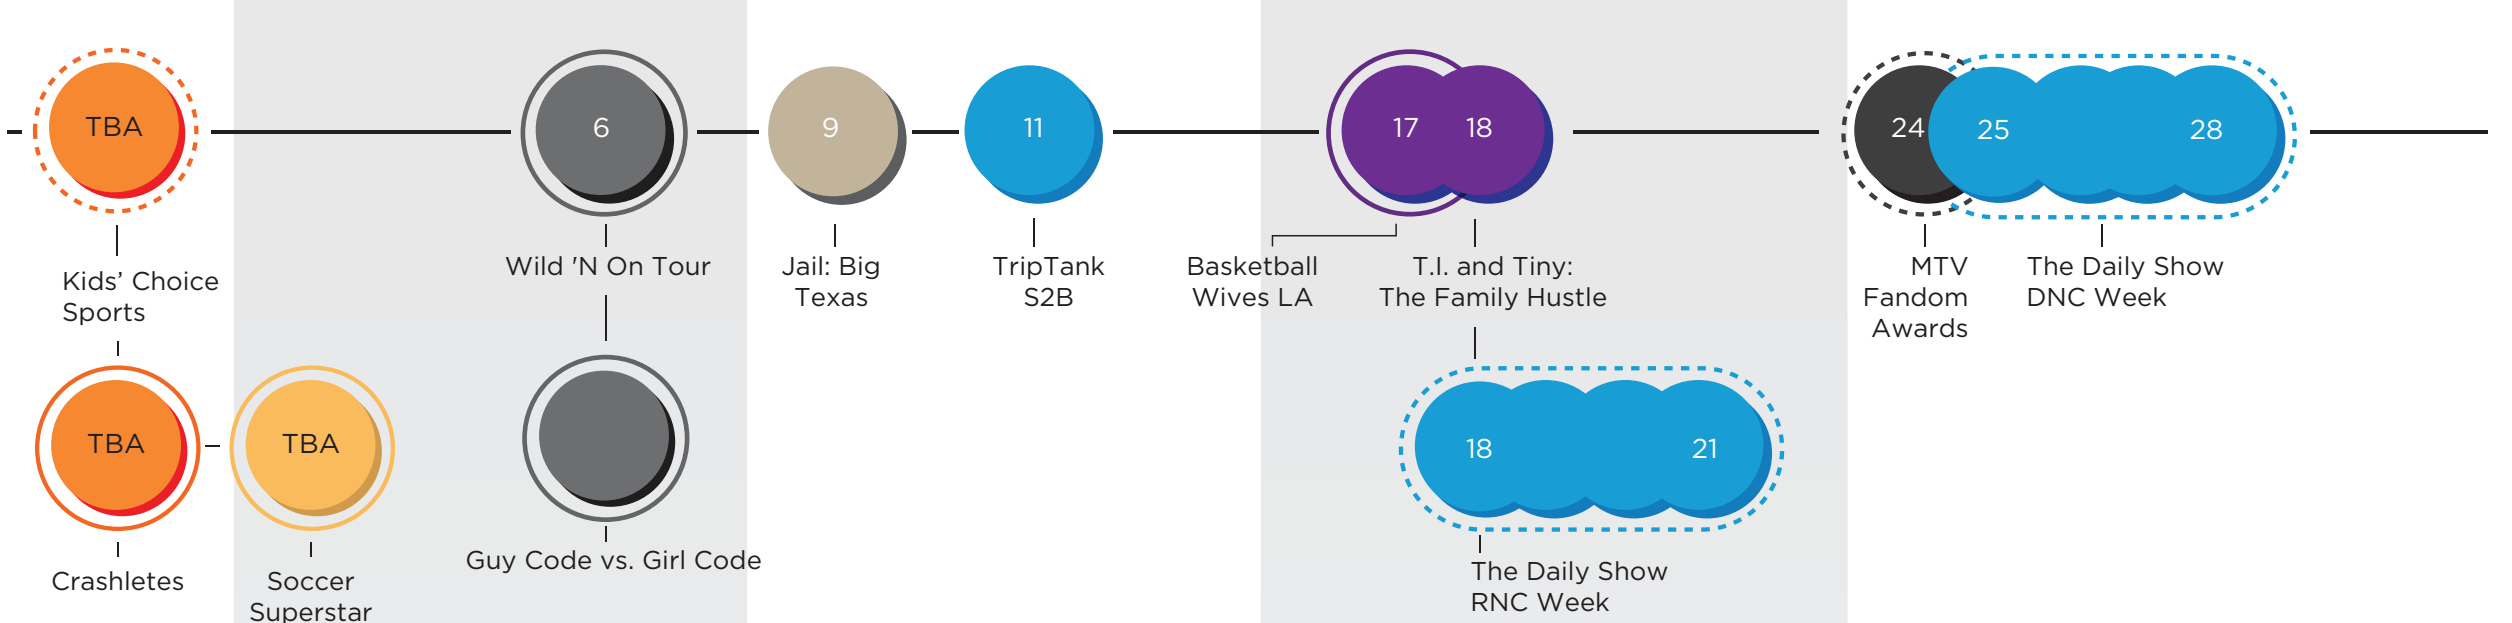 TBA
6
9
11
17
18
24
25
28
Kids’ Choice
Sports
Wild 'N On Tour
Jail: Big
Texas
TripTank
S2B
Basketball
Wives LA
T.I. and Tiny:
The Family Hustle
MTV
Fandom
Awards
The Daily Show
DNC Week
TBA
TBA
18
21
Crashletes
Soccer
Superstar
Guy Code vs. Girl Code
The Daily Show
RNC Week